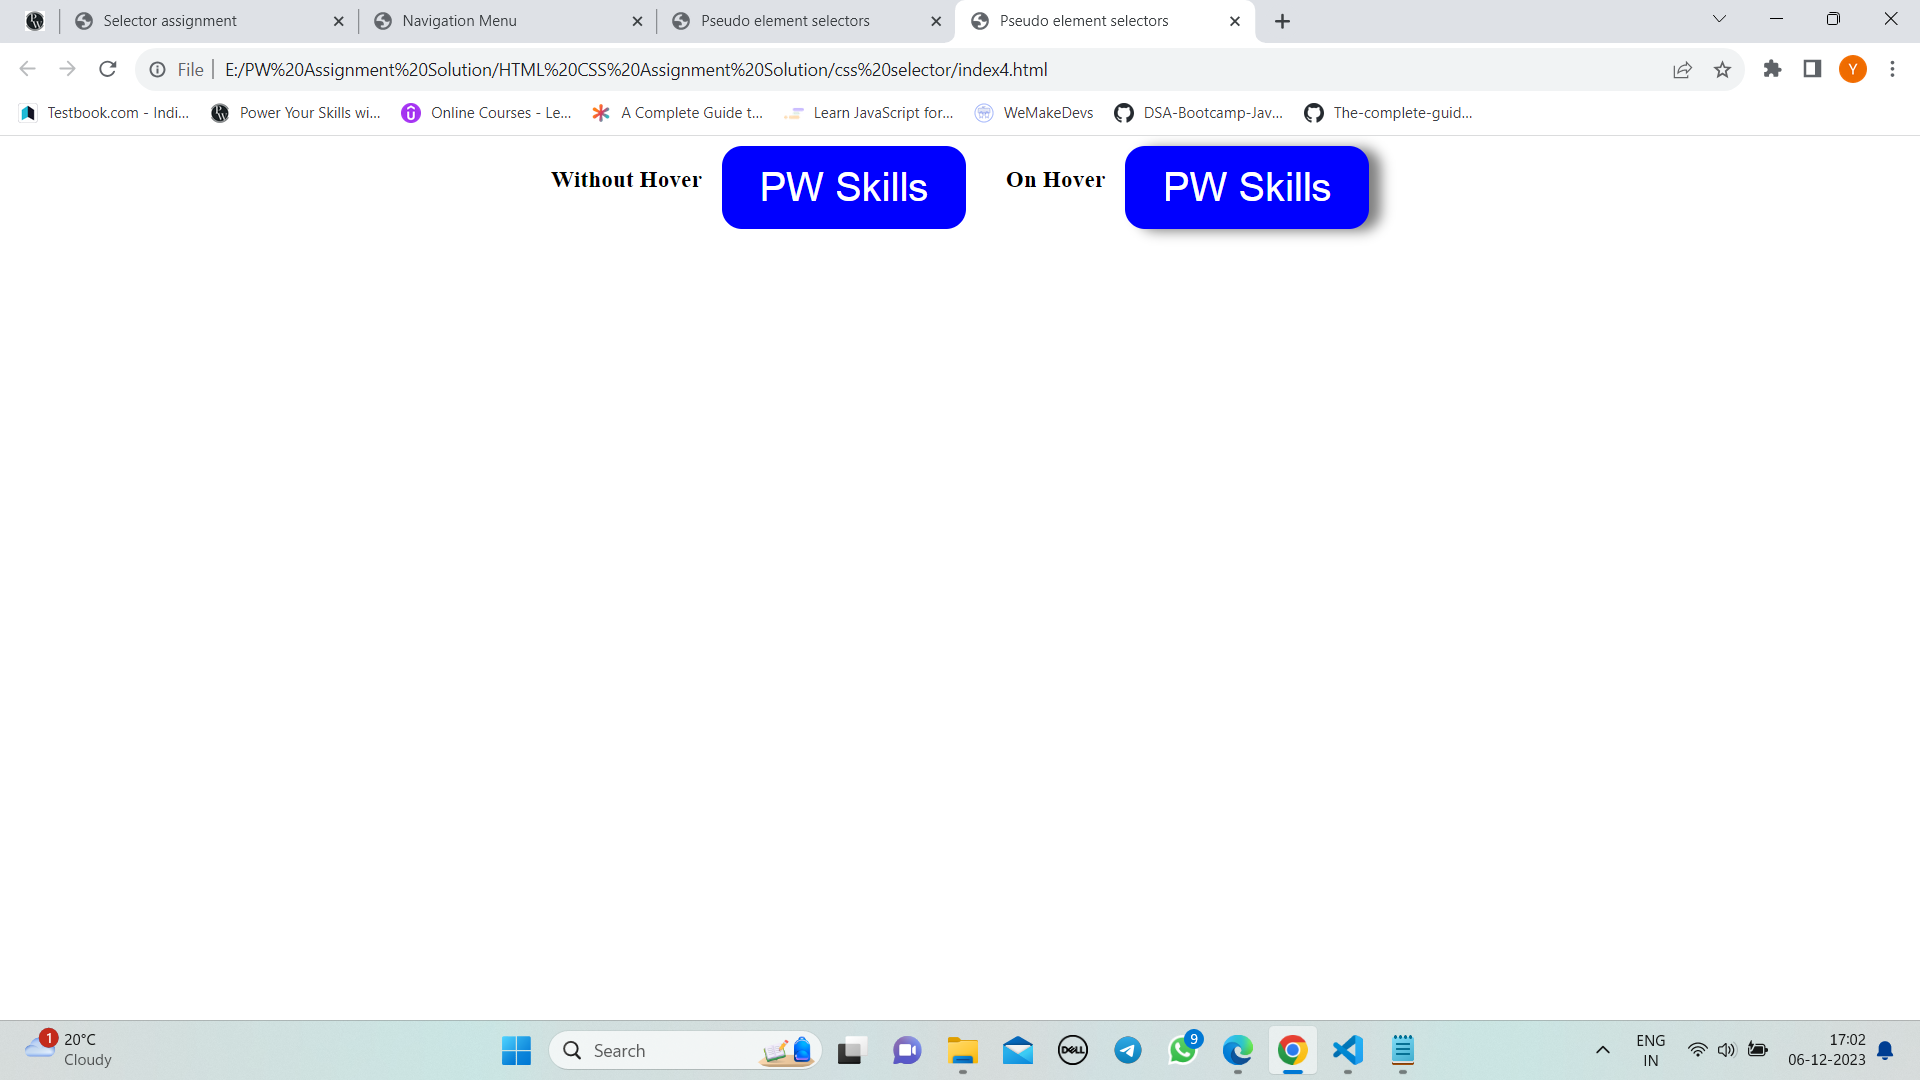 Selector assignment
Navigation Menu
Pseudo element selectors
Pseudo element selectors
File
E:/PW%20Assignment%20Solution/HTML%20CSS%20Assignment%20Solution/css%20selector/index4.html
Y
Testbook.com - Indi...
Power Your Skills wi...
Online Courses - Le...
A Complete Guide t...
Learn JavaScript for...
WeMakeDevs
DSA-Bootcamp-Jav...
The-complete-guid...
Without Hover
PW Skills
On Hover
PW Skills
1
20°C
Cloudy
Search
DELL
9
ENG
IN
17:02
06-12-2023